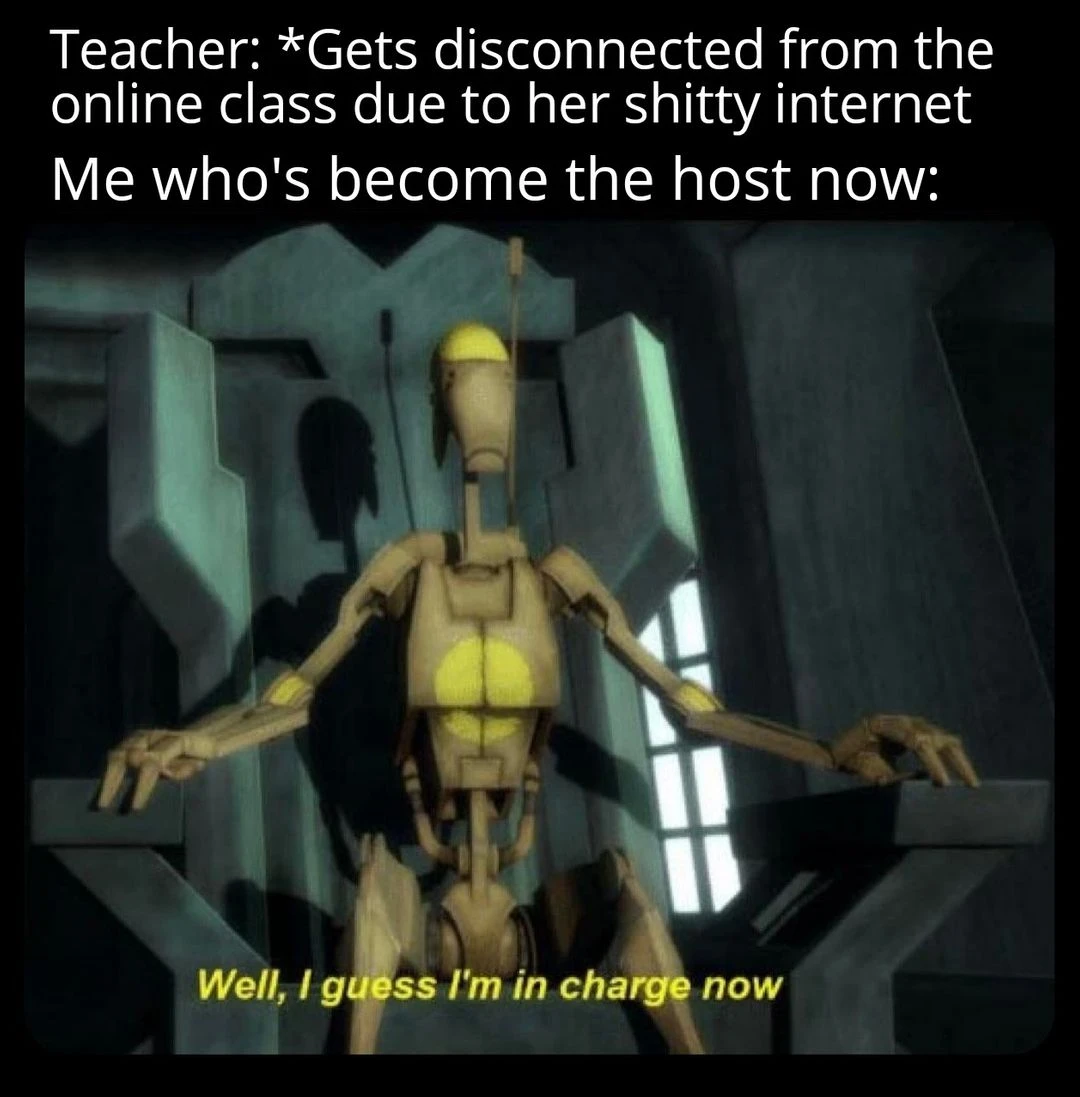 Teacher: *Gets disconnected from the
online class due to her shitty internet
Me who's become the host now:
Well, I guess I'm in charge now